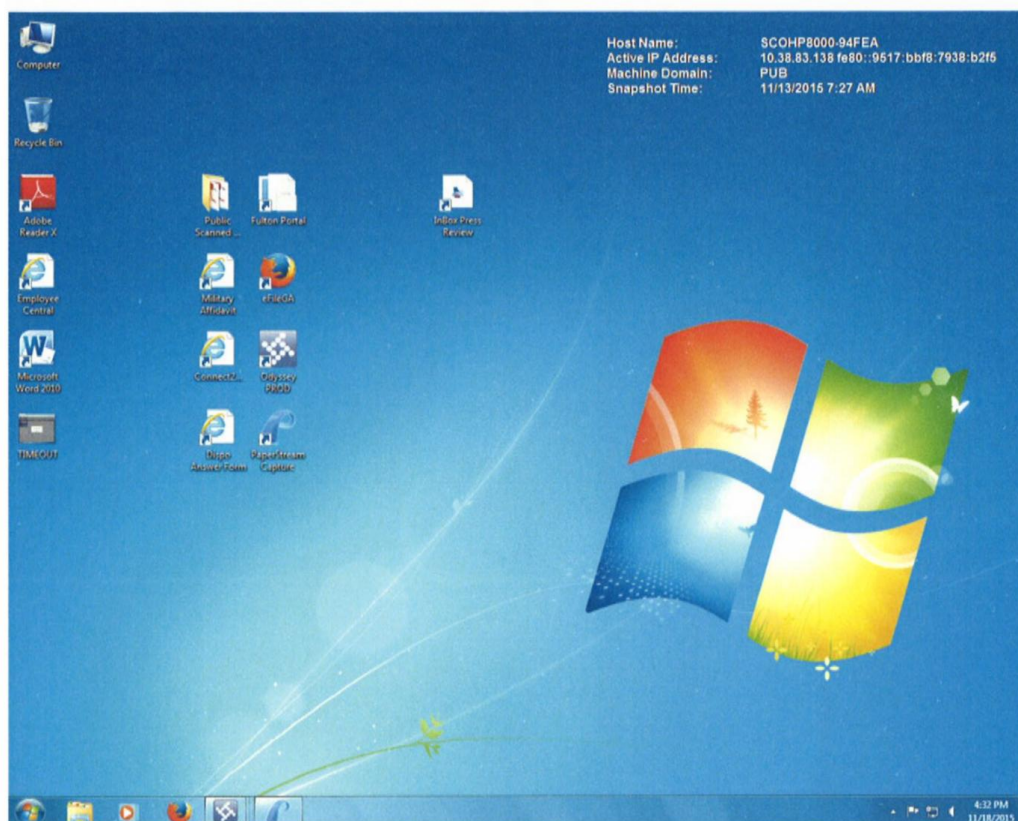 Host Name: SCOHP8000-94FEA
Active IP Address: 10.38.83.138 fe80::9517:bbf8:7938:b2f5
Machine Domain: PUB
Snapshot Time: 11/13/2015 7:27 AM
Computer
Recycle Bin
Adobe
Reader X
Public
Scanned ...
Fulton Portal
InBox Press
Review
Employee
Central
Military
Affidavit
eFileGA
Microsoft
Word 2010
Connect2...
Odyssey
PROD
TIMEOUT
Dispo
Answer Form
PaperStream
Capture
4:32 PM
11/18/2015